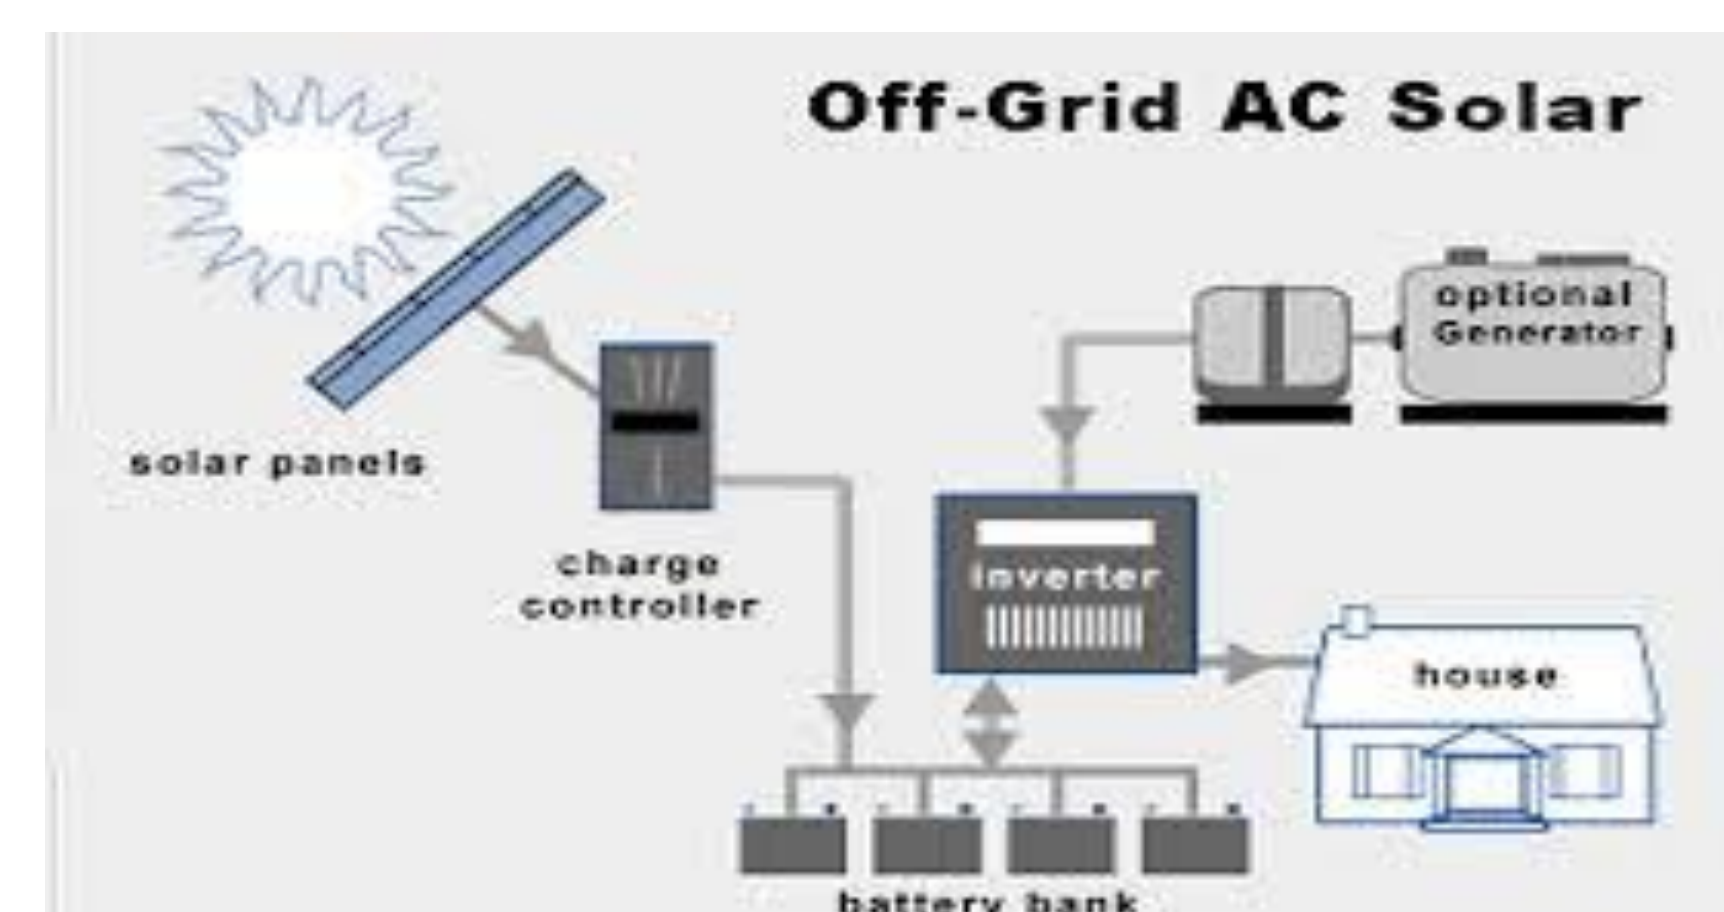 Off-Grid AC Solar
optional
Generator
solar panels
charge
controller
inverter
house
battery bank